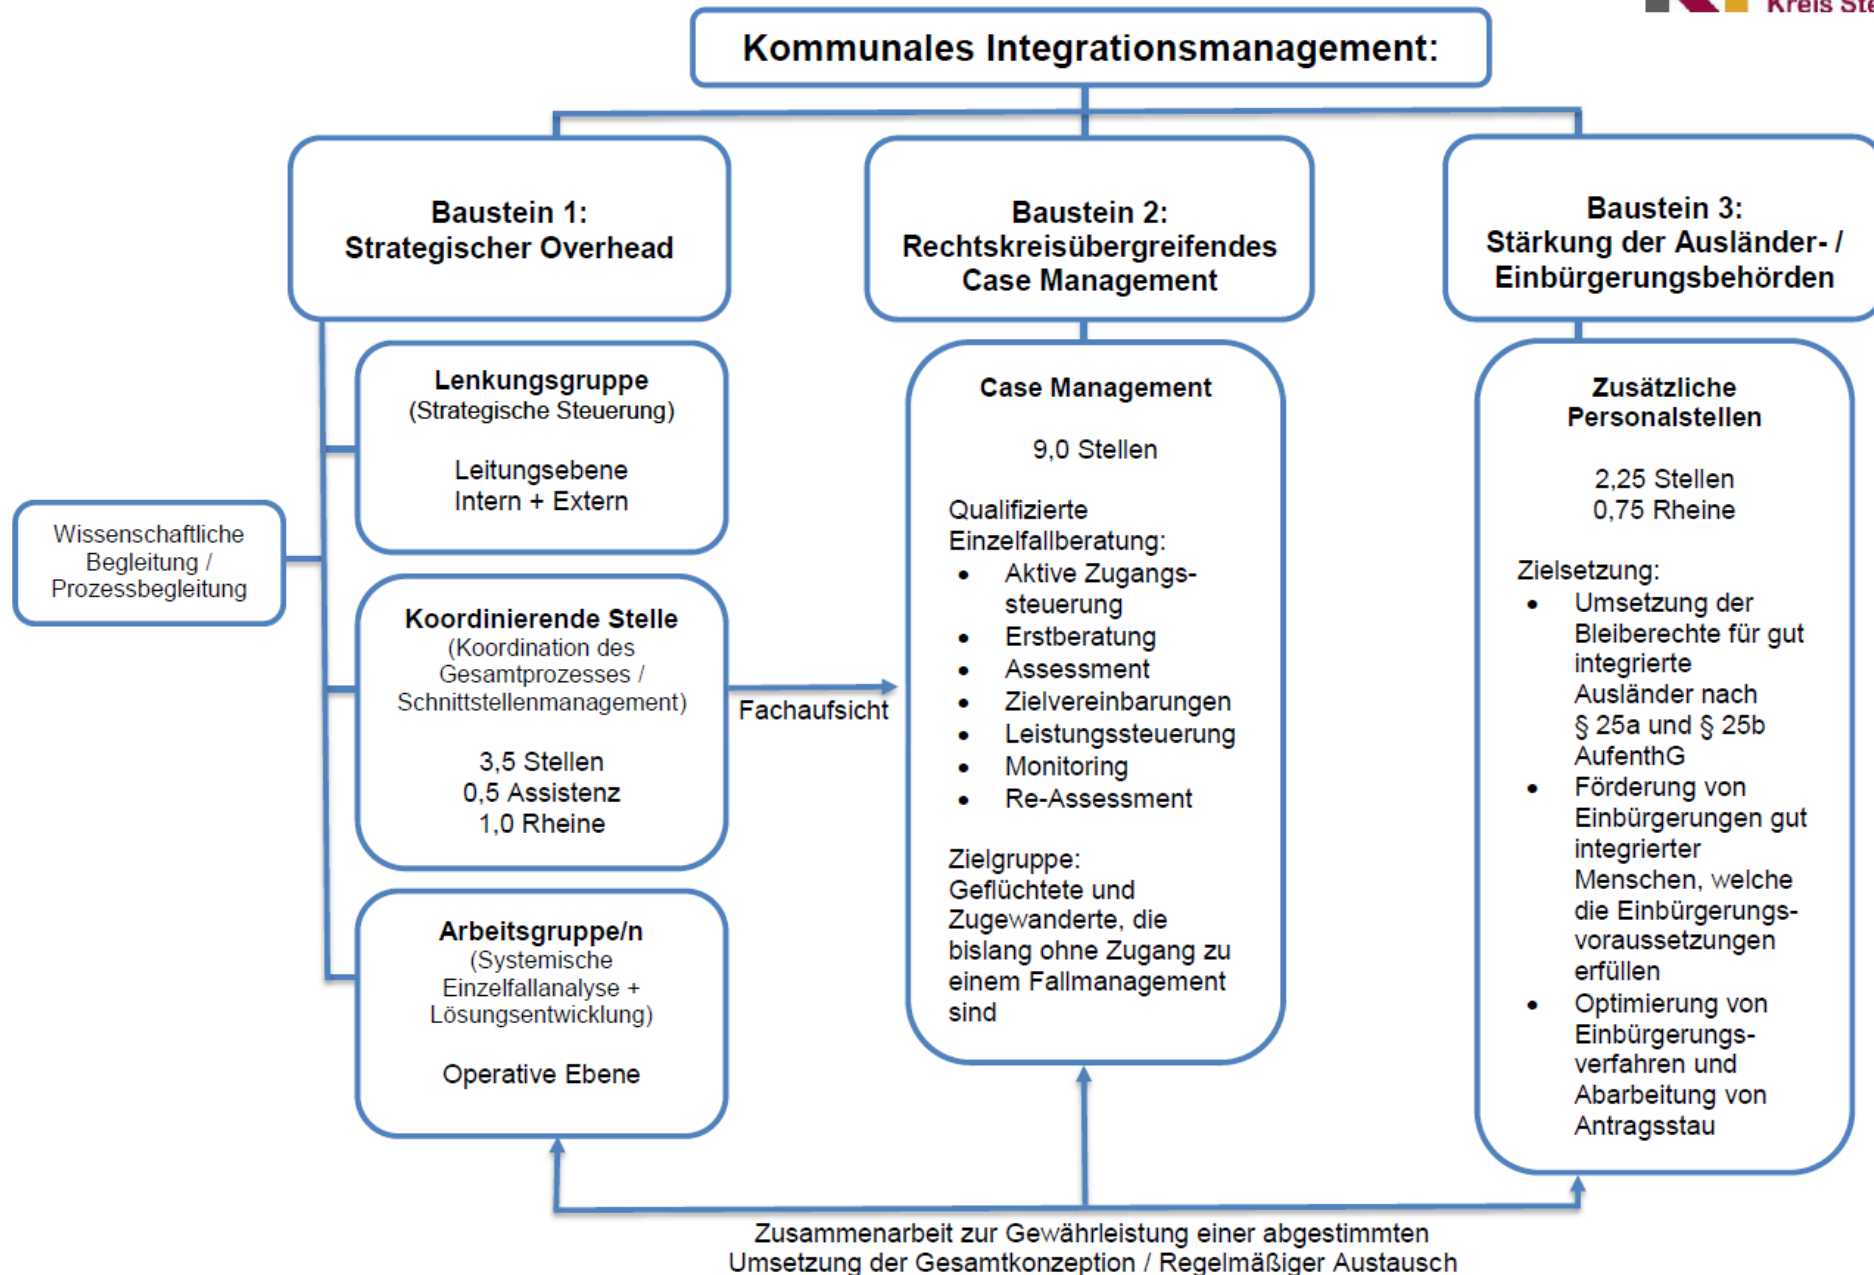 Kreis Ste
Kommunales Integrationsmanagement:
Baustein 1:
Strategischer Overhead
Baustein 2:
Rechtskreisübergreifendes
Case Management
Baustein 3:
Stärkung der Ausländer- /
Einbürgerungsbehörden
Wissenschaftliche
Begleitung /
Prozessbegleitung
Lenkungsgruppe
(Strategische Steuerung)
Leitungsebene
Intern + Extern
Koordinierende Stelle
(Koordination des
Gesamtprozesses /
Schnittstellenmanagement)
3,5 Stellen
0,5 Assistenz
1,0 Rheine
Arbeitsgruppe/n
(Systemische
Einzelfallanalyse +
Lösungsentwicklung)
Operative Ebene
Fachaufsicht
Case Management
9,0 Stellen
Qualifizierte
Einzelfallberatung:
• Aktive Zugangs-
steuerung
• Erstberatung
• Assessment
• Zielvereinbarungen
• Leistungssteuerung
• Monitoring
• Re-Assessment
Zielgruppe:
Geflüchtete und
Zugewanderte, die
bislang ohne Zugang zu
einem Fallmanagement
sind
Zusätzliche
Personalstellen
2,25 Stellen
0,75 Rheine
Zielsetzung:
• Umsetzung der
Bleiberechte für gut
integrierte
Ausländer nach
§ 25a und § 25b
AufenthG
• Förderung von
Einbürgerungen gut
integrierter
Menschen, welche
die Einbürgerungs-
voraussetzungen
erfüllen
• Optimierung von
Einbürgerungs-
verfahren und
Abarbeitung von
Antragsstau
Zusammenarbeit zur Gewährleistung einer abgestimmten
Umsetzung der Gesamtkonzeption / Regelmäßiger Austausch